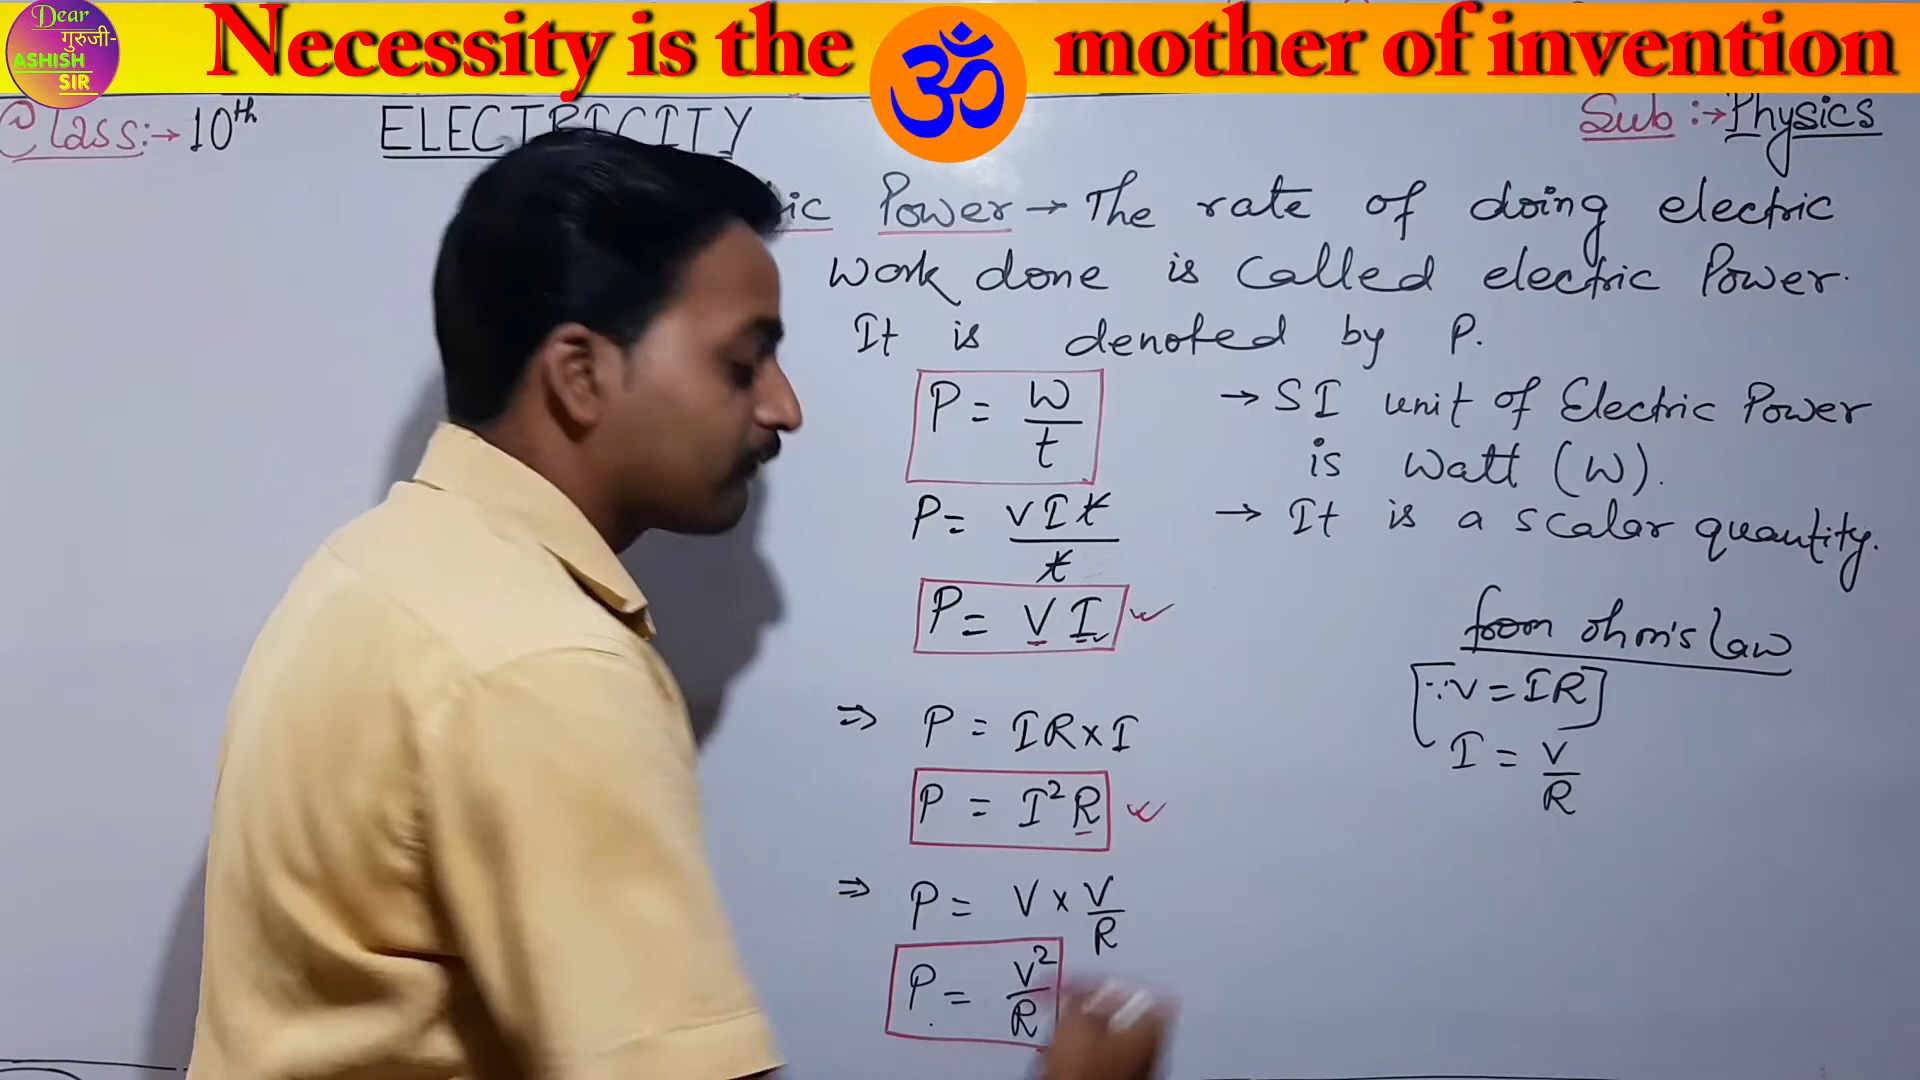 Dear
गुरुजी-
ASHISH
SIR
Necessity is the ॐ mother of invention
Class:→ 10th
ELECTRICITY
Sub:→ Physics
ic Power → The rate of doing electric
work done is called electric Power.
It is denoted by P.
P = W/t
→ SI unit of Electric Power
is Watt (W).
P = VIt/t
→ It is a scalar quantity.
P = VI
from ohm's law
[∵V = IR]
⇒ P = IR×I
I = V/R
P = I²R
⇒ P = V × V/R
P = V²/R